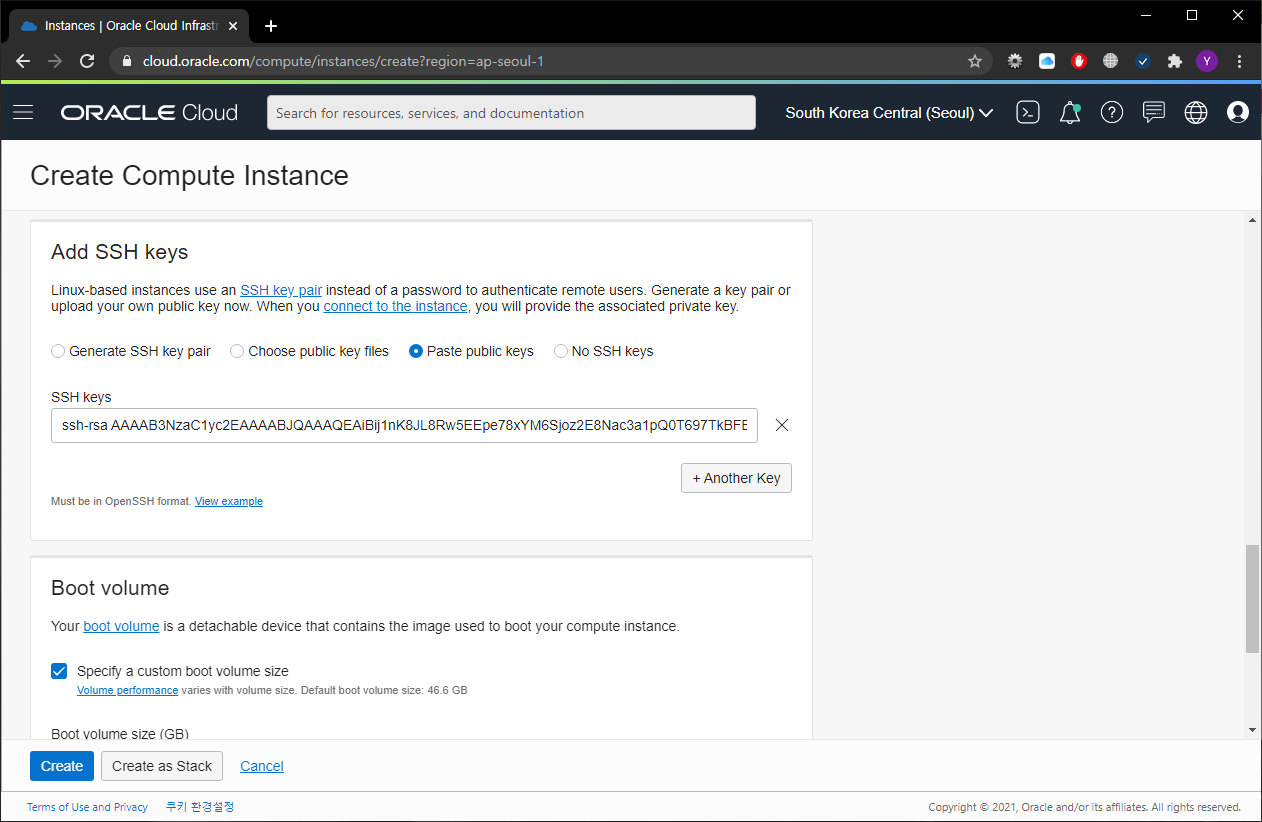 Instances | Oracle Cloud Infrastr
cloud.oracle.com/compute/instances/create?region=ap-seoul-1
Y
ORACLE Cloud
Search for resources, services, and documentation
South Korea Central (Seoul)
Create Compute Instance
Add SSH keys
Linux-based instances use an SSH key pair instead of a password to authenticate remote users. Generate a key pair or
upload your own public key now. When you connect to the instance, you will provide the associated private key.
Generate SSH key pair Choose public key files Paste public keys No SSH keys
SSH keys
ssh-rsa AAAAB3NzaC1yc2EAAAABJQAAAQEAiBij1nK8JL8Rw5EEpe78xYM6Sjoz2E8Nac3a1pQ0T697TkBFE
+ Another Key
Must be in OpenSSH format. View example
Boot volume
Your boot volume is a detachable device that contains the image used to boot your compute instance.
Specify a custom boot volume size
Volume performance varies with volume size. Default boot volume size: 46.6 GB
Boot volume size (GB)
Create Create as Stack Cancel
Terms of Use and Privacy 쿠키 환경설정 Copyright © 2021, Oracle and/or its affiliates. All rights reserved.